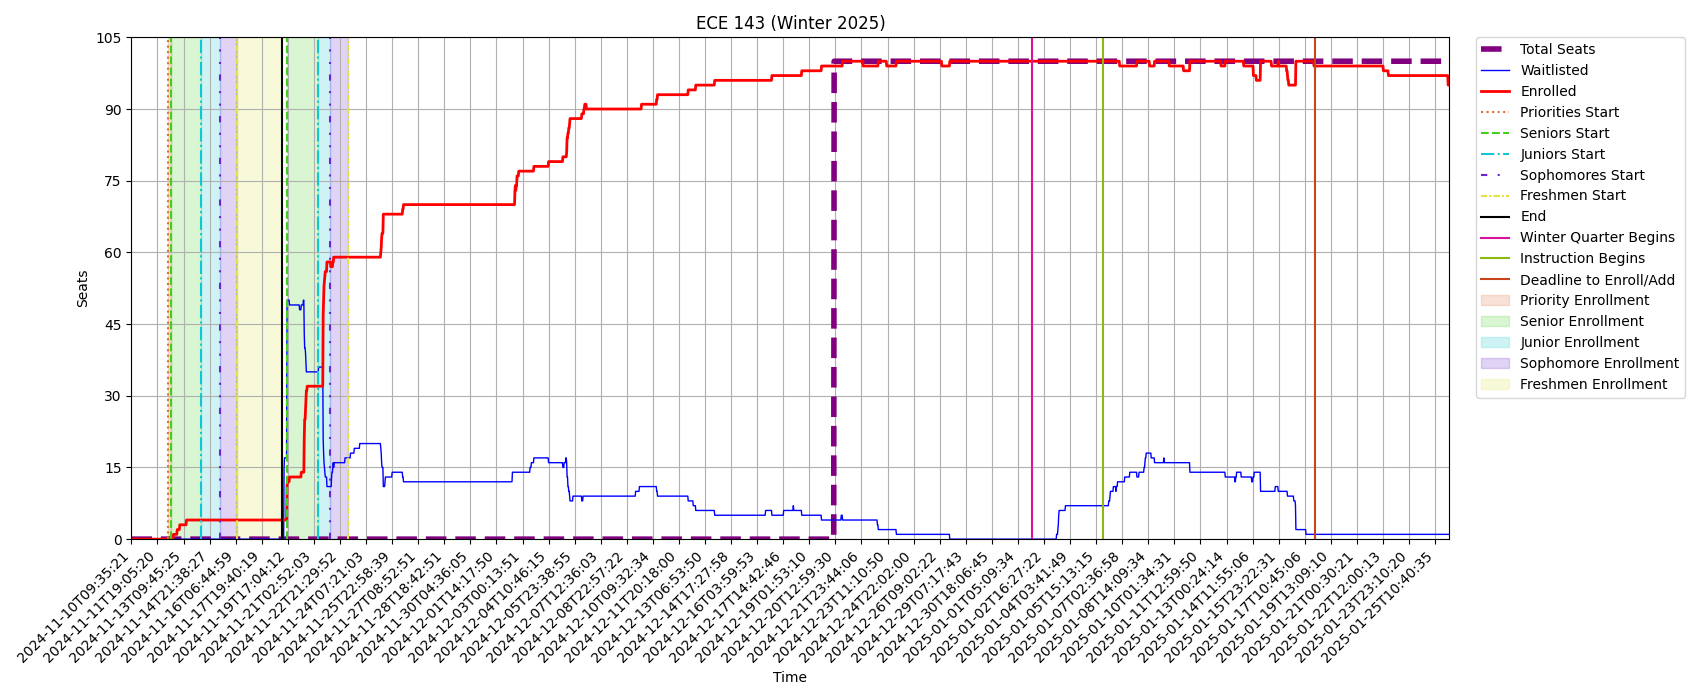 ECE 143 (Winter 2025)
105
90
75
60
45
30
15
0
Seats
2024-11-10T09:35:21
2024-11-11T19:05:20
2024-11-13T09:45:25
2024-11-14T21:38:27
2024-11-16T06:44:59
2024-11-17T19:40:19
2024-11-19T17:04:12
2024-11-21T02:52:03
2024-11-22T21:29:52
2024-11-24T07:21:03
2024-11-25T22:58:39
2024-11-27T08:52:51
2024-11-28T18:42:51
2024-11-30T04:36:05
2024-12-01T14:17:50
2024-12-03T00:13:51
2024-12-04T10:46:15
2024-12-05T23:38:55
2024-12-07T12:36:03
2024-12-08T22:57:22
2024-12-10T09:32:34
2024-12-11T20:18:00
2024-12-13T06:53:50
2024-12-14T17:27:58
2024-12-16T03:59:53
2024-12-17T14:42:46
2024-12-19T01:53:10
2024-12-20T12:59:30
2024-12-21T23:44:06
2024-12-23T11:10:50
2024-12-24T22:02:00
2024-12-26T09:02:22
2024-12-29T07:17:43
2024-12-30T18:06:45
2025-01-01T05:09:34
2025-01-02T16:27:22
2025-01-04T03:41:49
2025-01-05T15:13:15
2025-01-07T02:36:58
2025-01-08T14:09:34
2025-01-10T01:34:31
2025-01-11T12:59:50
2025-01-13T00:24:14
2025-01-14T11:55:06
2025-01-15T23:22:31
2025-01-17T10:45:06
2025-01-19T13:09:10
2025-01-21T00:30:21
2025-01-22T12:00:13
2025-01-23T23:10:20
2025-01-25T10:40:35
Time
Total Seats
Waitlisted
Enrolled
Priorities Start
Seniors Start
Juniors Start
Sophomores Start
Freshmen Start
End
Winter Quarter Begins
Instruction Begins
Deadline to Enroll/Add
Priority Enrollment
Senior Enrollment
Junior Enrollment
Sophomore Enrollment
Freshmen Enrollment